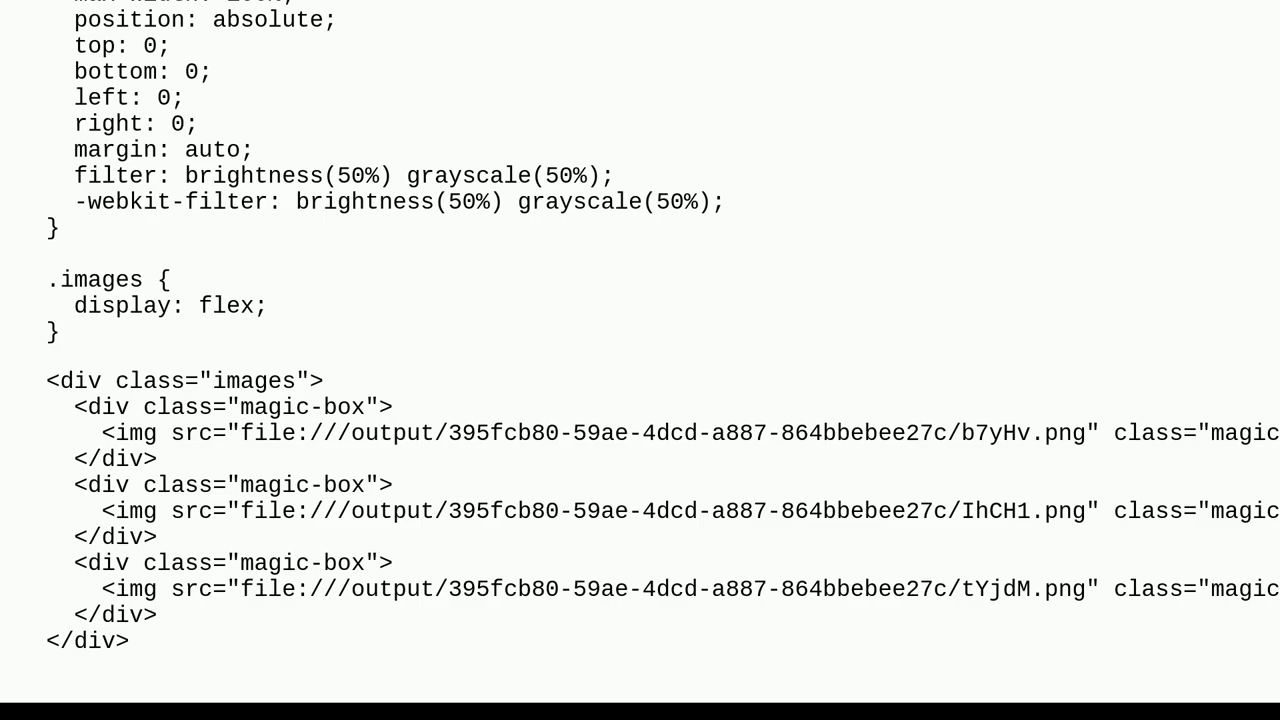 position: absolute;
top: 0;
bottom: 0;
left: 0;
right: 0;
margin: auto;
filter: brightness(50%) grayscale(50%);
-webkit-filter: brightness(50%) grayscale(50%);
}
.images {
display: flex;
}
<div class="images">
<div class="magic-box">
<img src="file:///output/395fcb80-59ae-4dcd-a887-864bbebee27c/b7yHv.png" class="magic
</div>
<div class="magic-box">
<img src="file:///output/395fcb80-59ae-4dcd-a887-864bbebee27c/IhCH1.png" class="magic
</div>
<div class="magic-box">
<img src="file:///output/395fcb80-59ae-4dcd-a887-864bbebee27c/tYjdM.png" class="magic
</div>
</div>